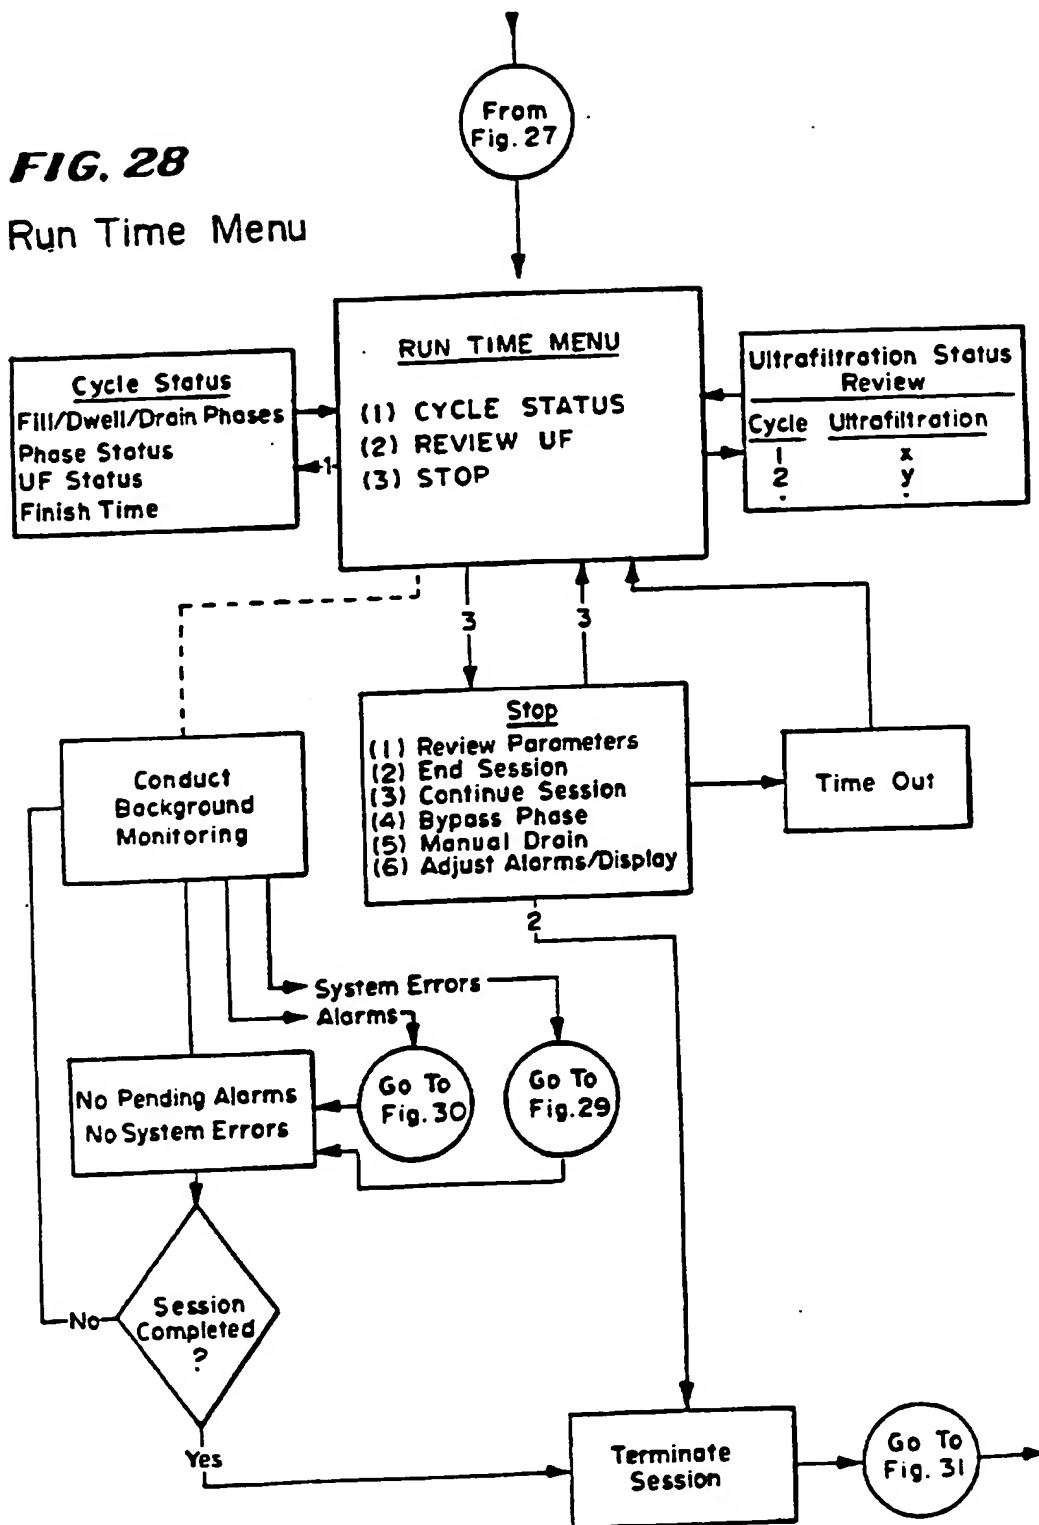 From
Fig. 27
FIG. 28
Run Time Menu
RUN TIME MENU
(1) CYCLE STATUS
(2) REVIEW UF
(3) STOP
Cycle Status
Fill/Dwell/Drain Phases
Phase Status
UF Status
Finish Time
1
Ultrafiltration Status
Review
Cycle Ultrafiltration
1 x
2 y
. .
3
3
Stop
(1) Review Parameters
(2) End Session
(3) Continue Session
(4) Bypass Phase
(5) Manual Drain
(6) Adjust Alarms/Display
Time Out
Conduct
Background
Monitoring
2
System Errors
Alarms
Go To
Fig. 30
Go To
Fig. 29
No Pending Alarms
No System Errors
Session
Completed
?
No
Yes
Terminate
Session
Go To
Fig. 31